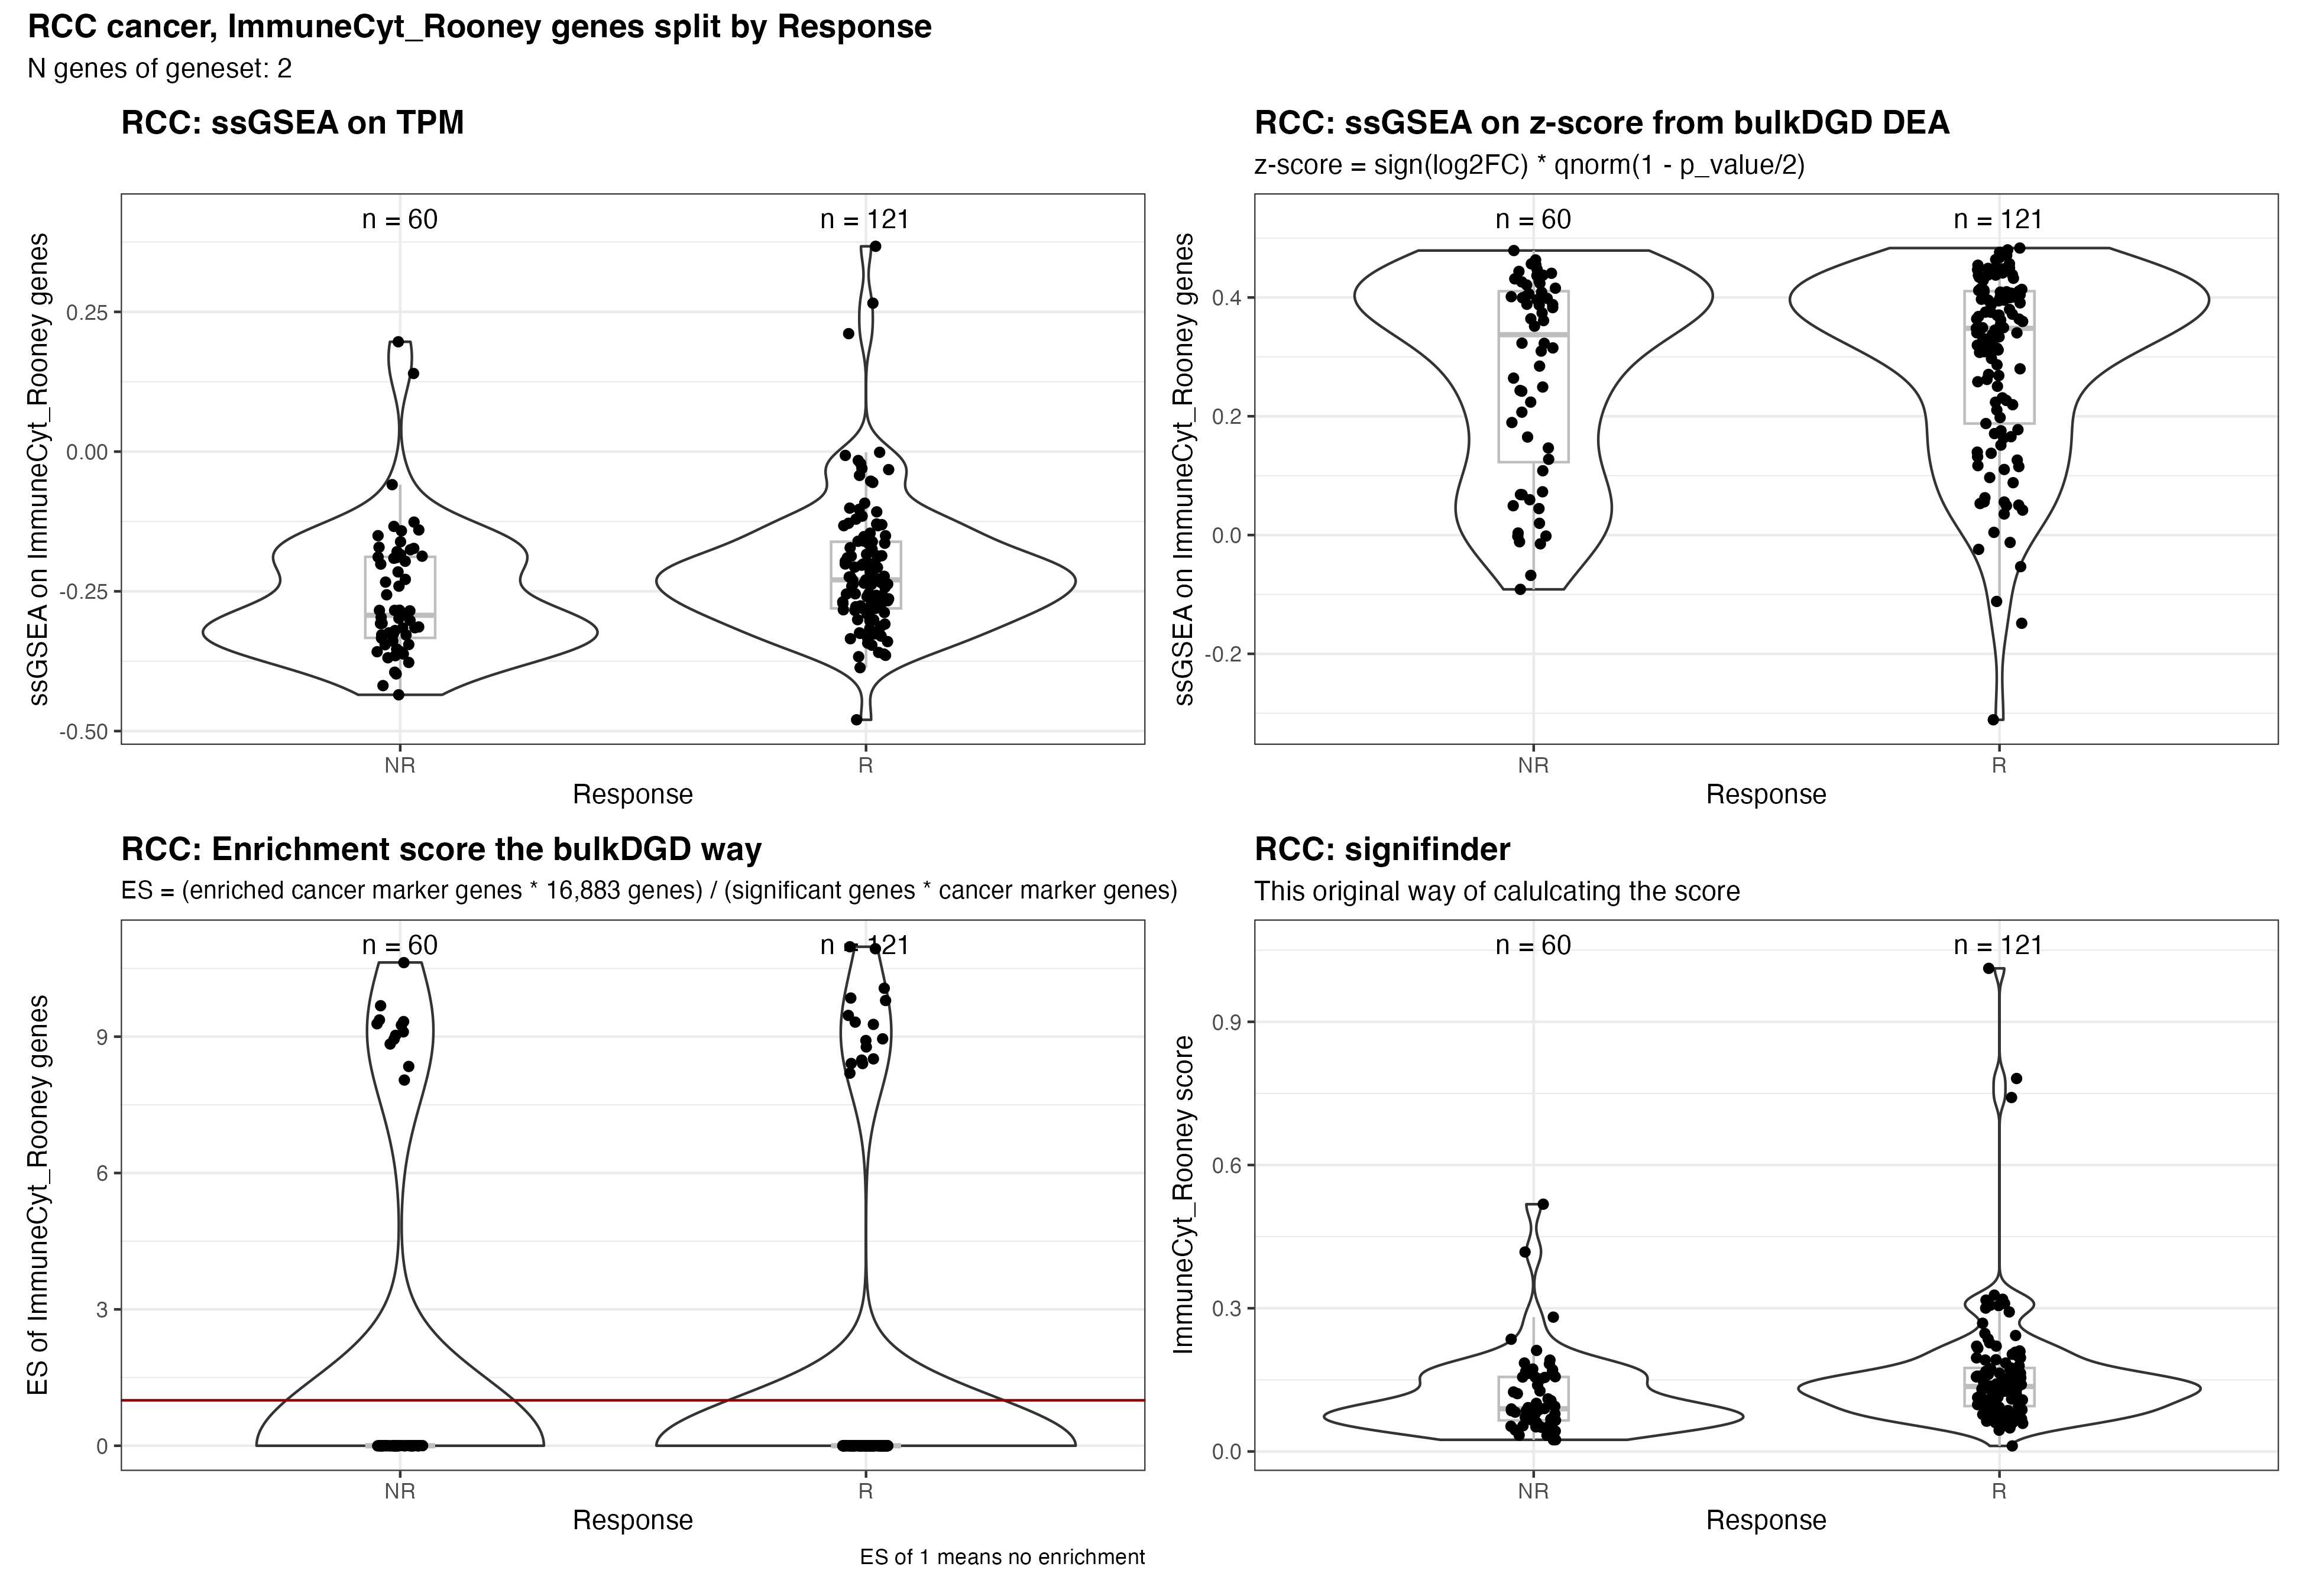 RCC cancer, ImmuneCyt_Rooney genes split by Response
N genes of geneset: 2
RCC: ssGSEA on TPM
n = 60
n = 121
ssGSEA on ImmuneCyt_Rooney genes
0.25
0.00
-0.25
-0.50
NR
R
Response
RCC: ssGSEA on z-score from bulkDGD DEA
z-score = sign(log2FC) * qnorm(1 - p_value/2)
n = 60
n = 121
ssGSEA on ImmuneCyt_Rooney genes
0.4
0.2
0.0
-0.2
NR
R
Response
RCC: Enrichment score the bulkDGD way
ES = (enriched cancer marker genes * 16,883 genes) / (significant genes * cancer marker genes)
n = 60
n = 121
ES of ImmuneCyt_Rooney genes
9
6
3
0
NR
R
Response
ES of 1 means no enrichment
RCC: signifinder
This original way of calulcating the score
n = 60
n = 121
ImmuneCyt_Rooney score
0.9
0.6
0.3
0.0
NR
R
Response